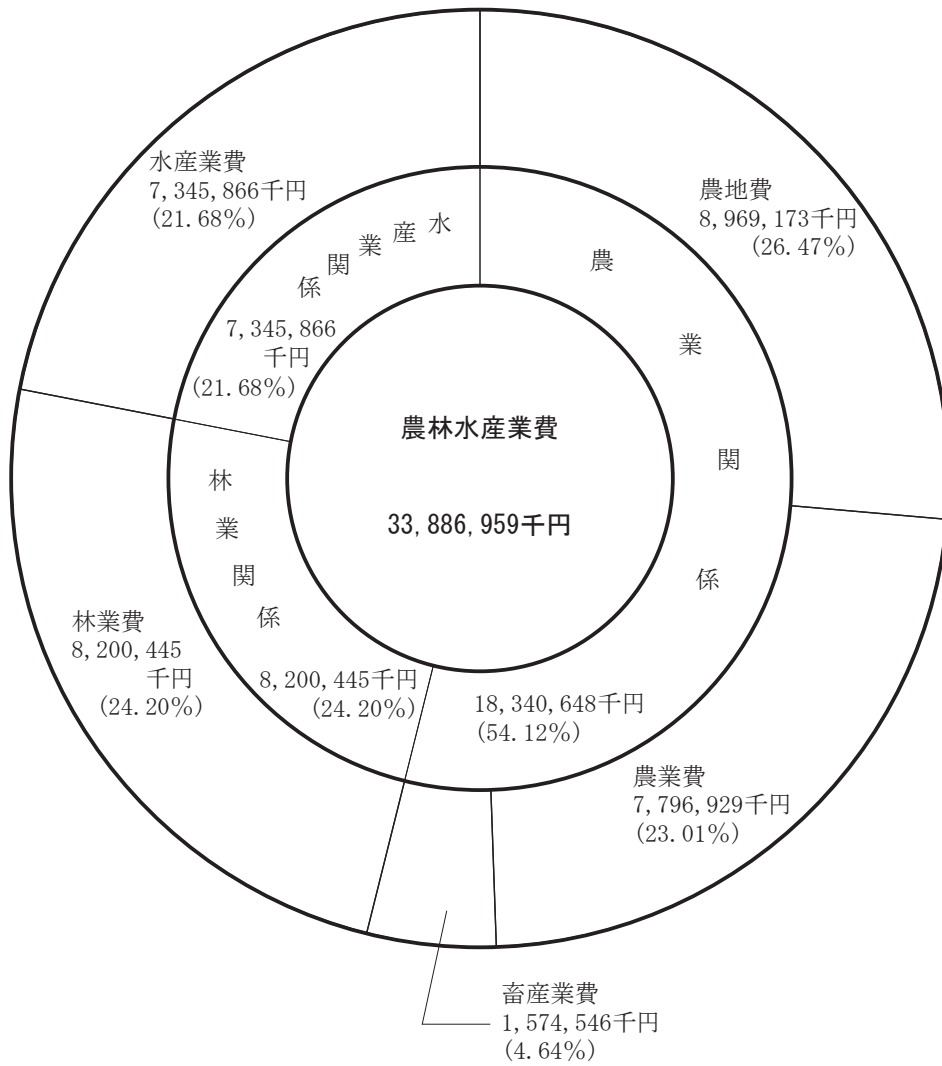 農林水産業費
33,886,959千円
農業関係
18,340,648千円
(54.12%)
林業関係
8,200,445千円
(24.20%)
水産業関係
7,345,866
千円
(21.68%)
農地費
8,969,173千円
(26.47%)
農業費
7,796,929千円
(23.01%)
畜産業費
1,574,546千円
(4.64%)
林業費
8,200,445
千円
(24.20%)
水産業費
7,345,866千円
(21.68%)